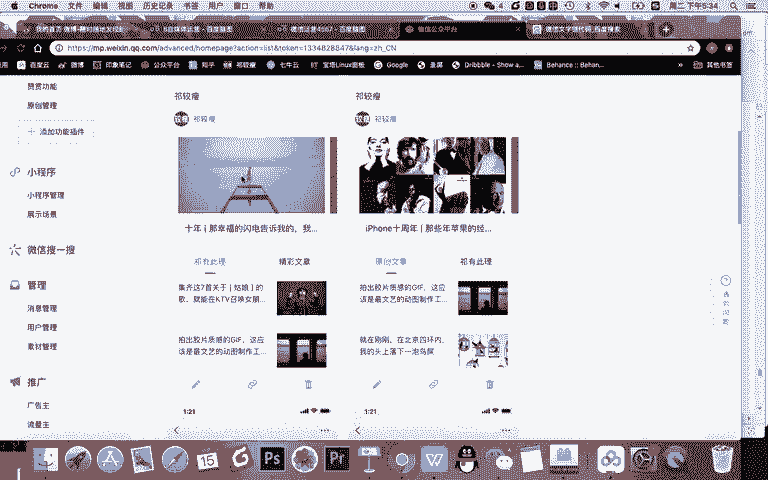 Chrome 文件 编辑 视图 历史记录 书签 用户 窗口 帮助
周二 下午5:34
微信公众平台
https://mp.weixin.qq.com/advanced/homepage?action=list&token=1334828847&lang=zh_CN
应用 百度云 微博 印象笔记 公众平台 知乎 祁较瘦 七牛云 宝塔Linux面板 Google 录屏 Dribbble - Show a... Behance :: Behan... 其他书签
赞赏功能
原创管理
添加功能插件
小程序
小程序管理
展示场景
微信搜一搜
管理
消息管理
用户管理
素材管理
推广
广告主
流量主
祁较瘦
祁较瘦
十年 | 那幸福的闪电告诉我的，我...
祁有此理 精彩文章
集齐这7首关于 | 姑娘 | 的
歌，就能在KTV召唤女朋...
拍出胶片质感的GIF，这应
该是最文艺的动图制作工...
1:21
祁较瘦
祁较瘦
iPhone十周年 | 那些年苹果的经...
原创文章 祁有此理
拍出胶片质感的GIF，这应
该是最文艺的动图制作工...
就在刚刚，在北京四环内，
我的头上落下一泡鸟屎
1:21
15
Ps
Pr